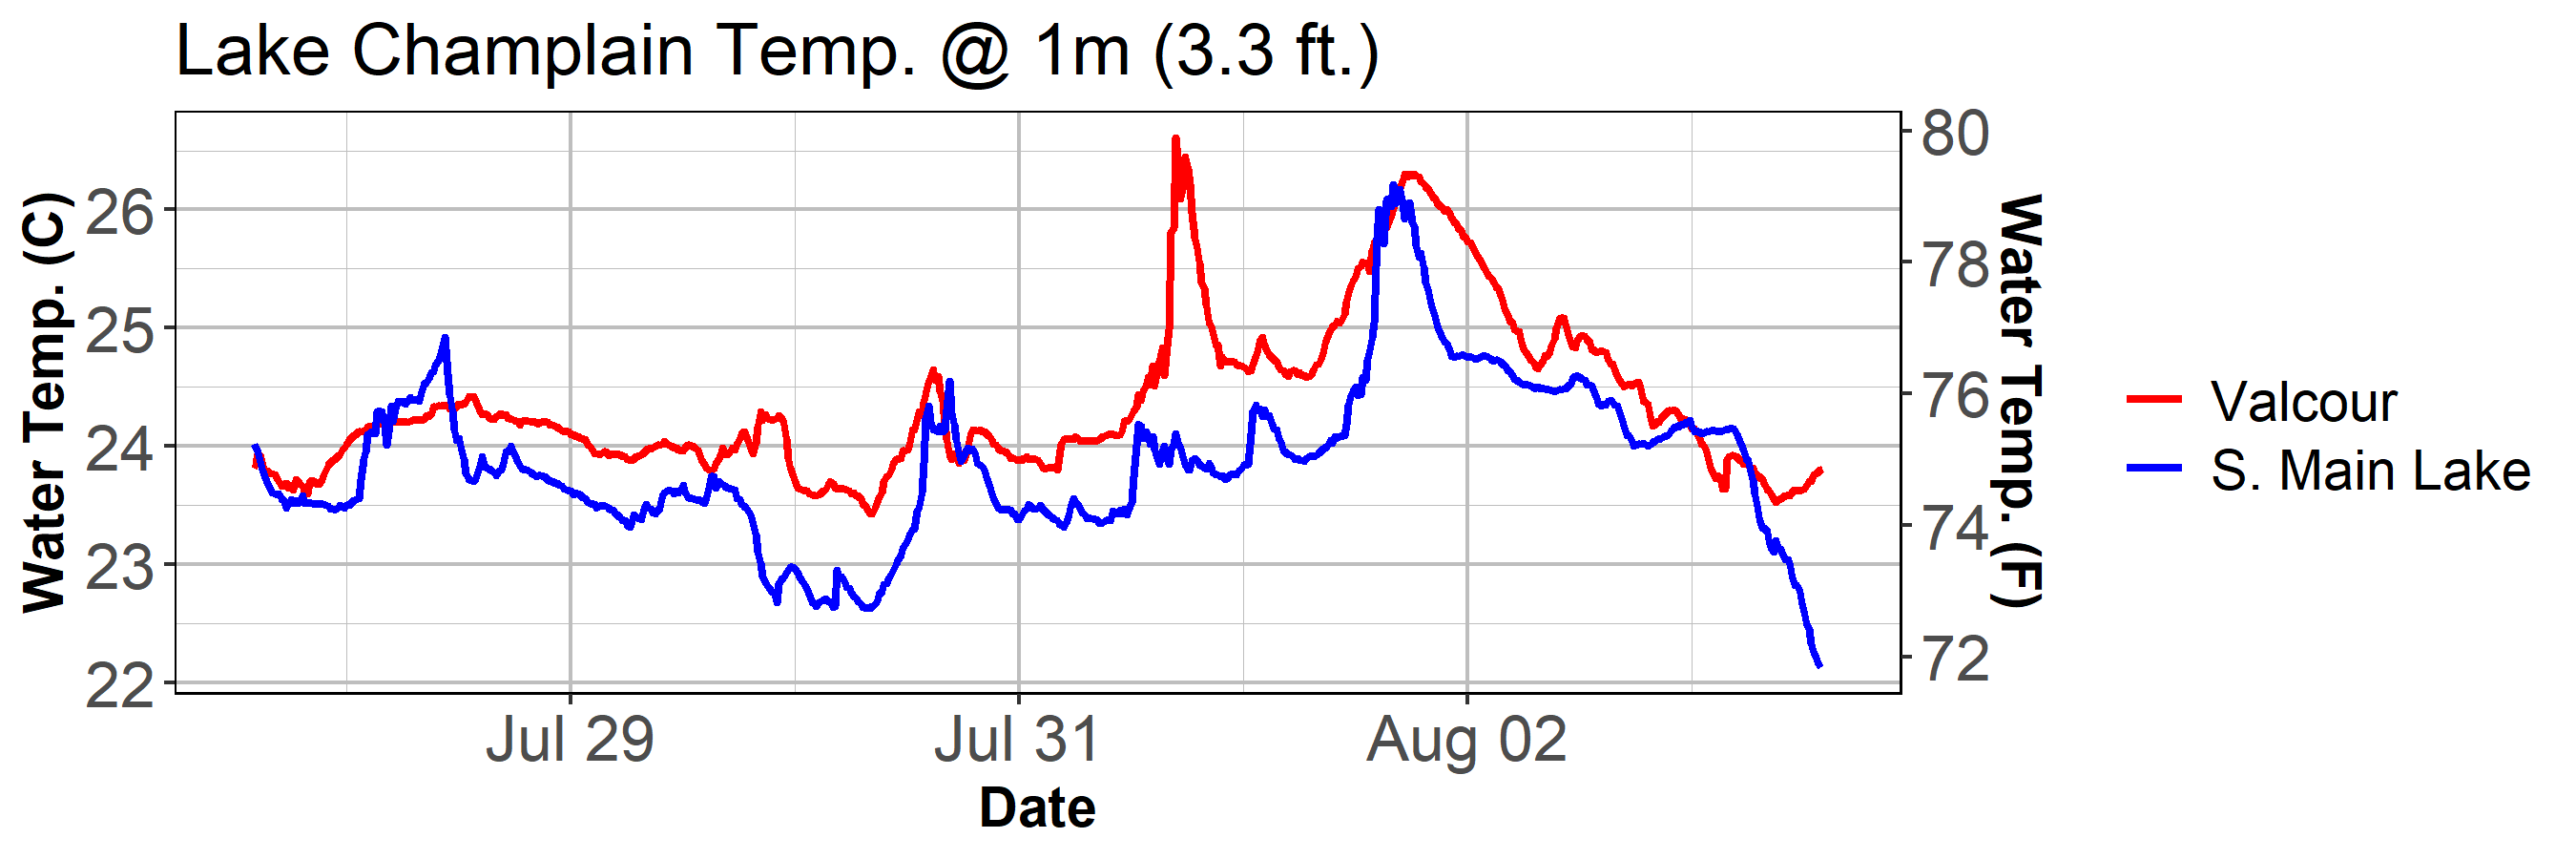 Lake Champlain Temp. @ 1m (3.3 ft.)
Water Temp. (C)
26
25
24
23
22
80
78
76
74
72
Water Temp. (F)
Jul 29
Jul 31
Aug 02
Date
Valcour
S. Main Lake